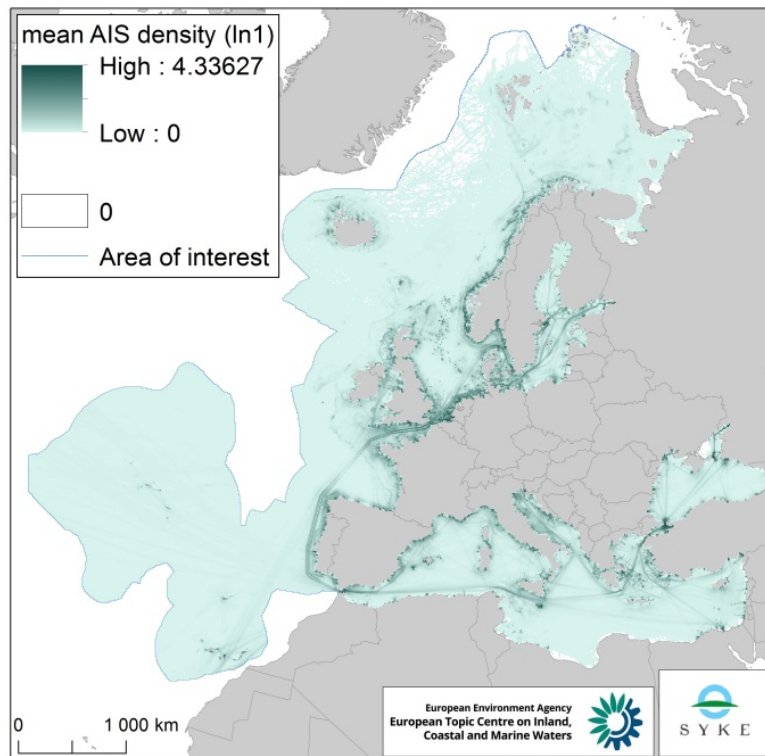 mean AIS density (ln1)
High : 4.33627
Low : 0
0
Area of interest
0
1 000 km
European Environment Agency
European Topic Centre on Inland,
Coastal and Marine Waters
SYKE